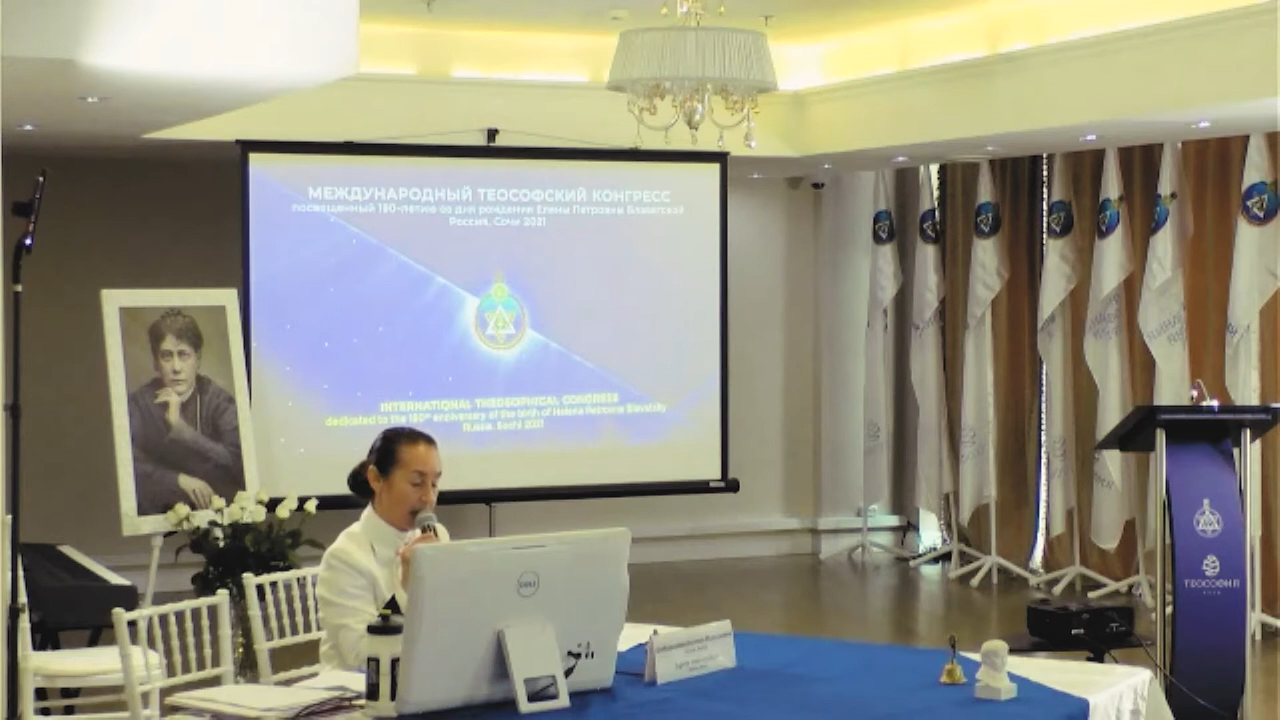 МЕЖДУНАРОДНЫЙ ТЕОСОФСКИЙ КОНГРЕСС
посвященный 190-летию со дня рождения Елены Петровны Блаватской
Россия, Сочи 2021
INTERNATIONAL THEOSOPHICAL CONGRESS
dedicated to the 190th anniversary of the birth of Helena Petrovna Blavatsky
Russia, Sochi 2021
DELL
ТЕОСОФИЯ